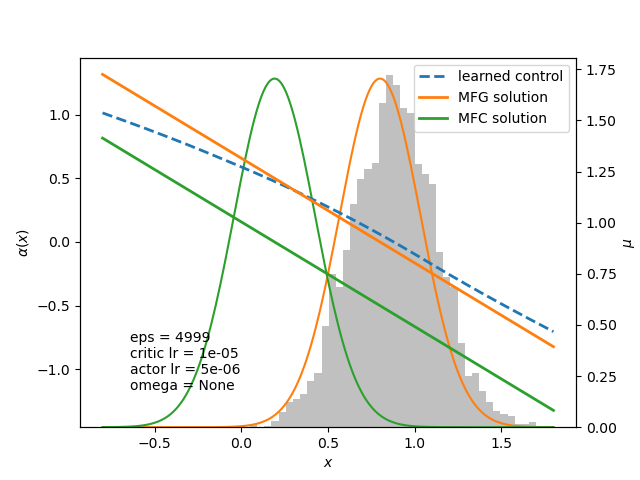 learned control
MFG solution
MFC solution
1.0
0.5
0.0
−0.5
−1.0
α(x)
1.75
1.50
1.25
1.00
0.75
0.50
0.25
0.00
μ
eps = 4999
critic lr = 1e-05
actor lr = 5e-06
omega = None
−0.5
0.0
0.5
1.0
1.5
x